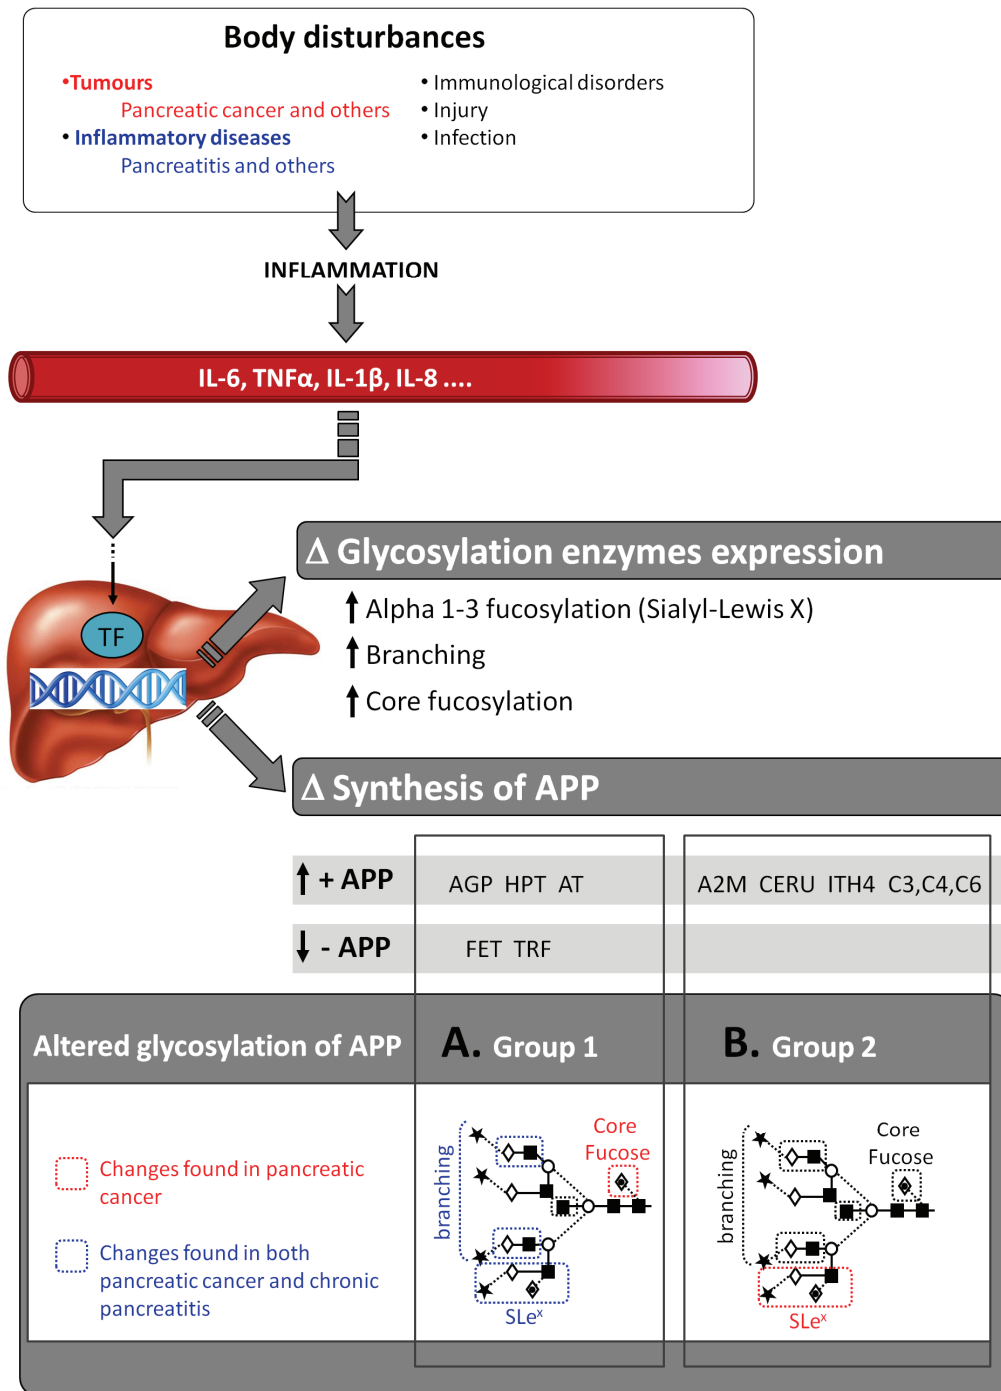 Body disturbances
•Tumours
Pancreatic cancer and others
• Inflammatory diseases
Pancreatitis and others
• Immunological disorders
• Injury
• Infection
INFLAMMATION
IL-6, TNFα, IL-1β, IL-8 ....
TF
Δ Glycosylation enzymes expression
↑ Alpha 1-3 fucosylation (Sialyl-Lewis X)
↑ Branching
↑ Core fucosylation
Δ Synthesis of APP
↑ + APP
AGP HPT AT
A2M CERU ITH4 C3,C4,C6
↓ - APP
FET TRF
Altered glycosylation of APP
A. Group 1
B. Group 2
Changes found in pancreatic
cancer
Changes found in both
pancreatic cancer and chronic
pancreatitis
branching
Core
Fucose
SLeˣ
branching
Core
Fucose
SLeˣ